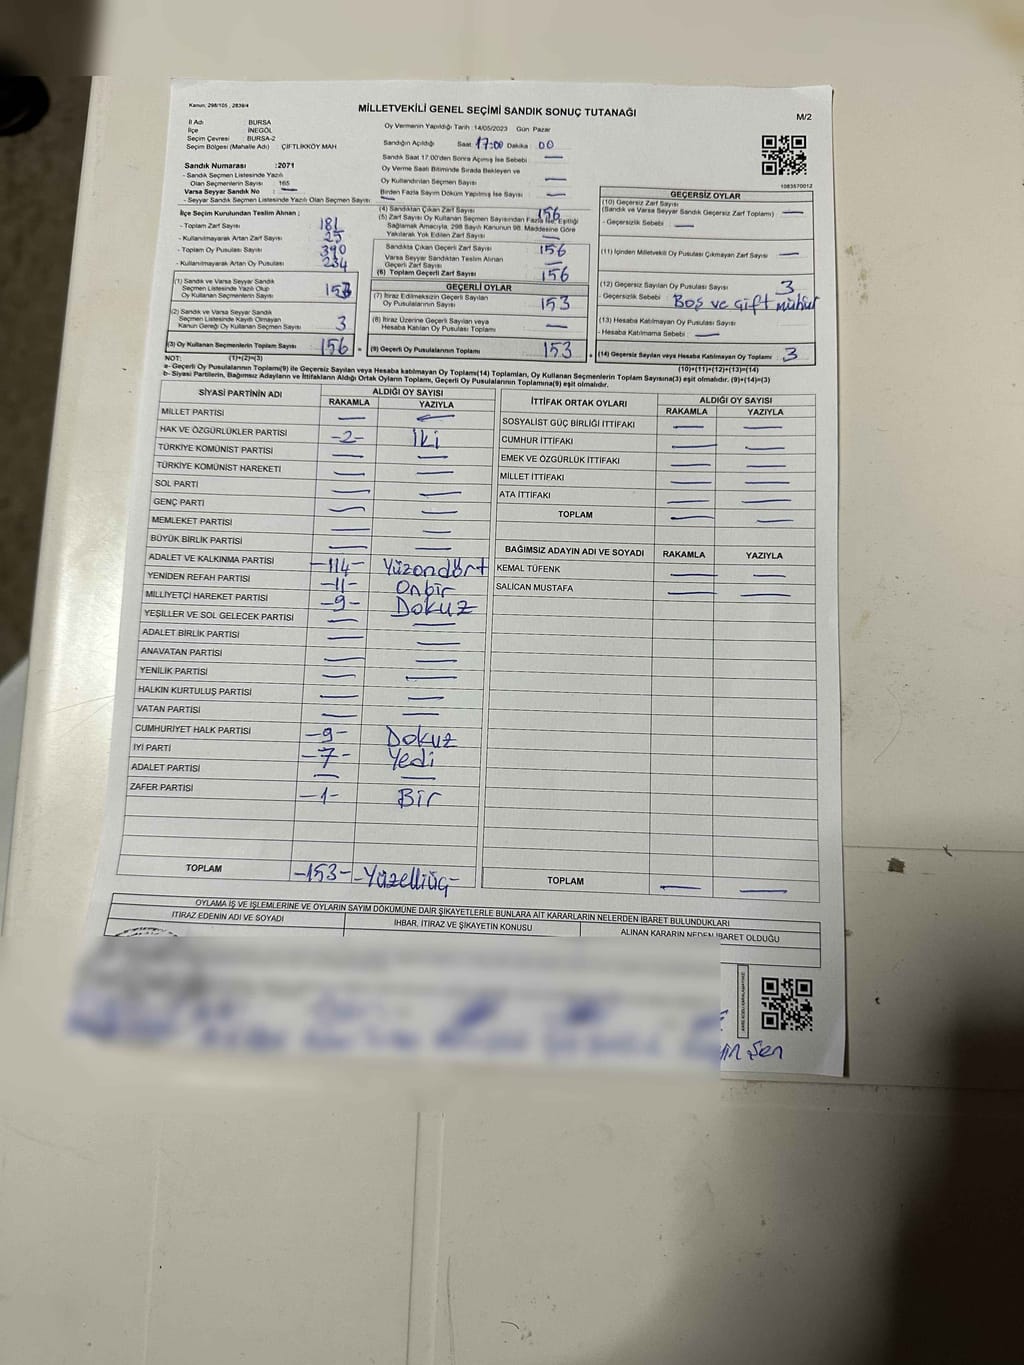 Kanun; 298/105 , 2839/4
MİLLETVEKİLİ GENEL SEÇİMİ SANDIK SONUÇ TUTANAĞI
M/2
İl Adı : BURSA
İlçe : İNEGÖL
Seçim Çevresi : BURSA-2
Seçim Bölgesi (Mahalle Adı) : ÇİFTLİKKÖY MAH
Sandık Numarası :2071
- Sandık Seçmen Listesinde Yazılı
Olan Seçmenlerin Sayısı : 165
Varsa Seyyar Sandık No : —
- Seyyar Sandık Seçmen Listesinde Yazılı Olan Seçmen Sayısı:
Oy Vermenin Yapıldığı Tarih : 14/05/2023 Gün Pazar
Sandığın Açıldığı Saat 17:00 Dakika 00
Sandık Saat 17:00'den Sonra Açılmış İse Sebebi —
Oy Verme Saati Bitiminde Sırada Bekleyen ve
Oy Kullandırılan Seçmen Sayısı —
Birden Fazla Sayım Döküm Yapılmış İse Sayısı —
1083570012
İlçe Seçim Kurulundan Teslim Alınan ;
- Toplam Zarf Sayısı : 181
- Kullanılmayarak Artan Zarf Sayısı : 25
- Toplam Oy Pusulası Sayısı : 390
- Kullanılmayarak Artan Oy Pusulası : 234
(1) Sandık ve Varsa Seyyar Sandık
Seçmen Listesinde Yazılı Olup
Oy Kullanan Seçmenlerin Sayısı : 153
(2) Sandık ve Varsa Seyyar Sandık
Seçmen Listesinde Kayıtlı Olmayan
Kanun Gereği Oy Kullanan Seçmen Sayısı : 3
(3) Oy Kullanan Seçmenlerin Toplam Sayısı : 156
(4) Sandıktan Çıkan Zarf Sayısı 156
(5) Zarf Sayısı Oy Kullanan Seçmen Sayısından Fazla İse, Eşitliği
Sağlamak Amacıyla, 298 Sayılı Kanunun 98. Maddesine Göre
Yakılarak Yok Edilen Zarf Sayısı —
Sandıkta Çıkan Geçerli Zarf Sayısı 156
Varsa Seyyar Sandıktan Teslim Alınan
Geçerli Zarf Sayısı —
(6) Toplam Geçerli Zarf Sayısı 156
GEÇERLİ OYLAR
(7) İtiraz Edilmeksizin Geçerli Sayılan
Oy Pusulalarının Sayısı 153
(8) İtiraz Üzerine Geçerli Sayılan veya
Hesaba Katılan Oy Pusulası Toplamı —
= (9) Geçerli Oy Pusulalarının Toplamı 153
GEÇERSİZ OYLAR
(10) Geçersiz Zarf Sayısı
(Sandık ve Varsa Seyyar Sandık Geçersiz Zarf Toplamı) : —
- Geçersizlik Sebebi : —
(11) İçinden Milletvekili Oy Pusulası Çıkmayan Zarf Sayısı : —
(12) Geçersiz Sayılan Oy Pusulası Sayısı : 3
- Geçersizlik Sebebi : Boş ve çift mühür
(13) Hesaba Katılmayan Oy Pusulası Sayısı :
- Hesaba Katılmama Sebebi : —
+ (14) Geçersiz Sayılan veya Hesaba Katılmayan Oy Toplamı : 3
NOT: (1)+(2)=(3)
(10)+(11)+(12)+(13)=(14)
a- Geçerli Oy Pusulalarının Toplamı(9) ile Geçersiz Sayılan veya Hesaba katılmayan Oy Toplamı(14) Toplamları, Oy Kullanan Seçmenlerin Toplam Sayısına(3) eşit olmalıdır. (9)+(14)=(3)
b- Siyasi Partilerin, Bağımsız Adayların ve İttifakların Aldığı Ortak Oyların Toplamı, Geçerli Oy Pusulalarının Toplamına(9) eşit olmalıdır.
SİYASİ PARTİNİN ADI ALDIĞI OY SAYISI
RAKAMLA YAZIYLA
MİLLET PARTİSİ — —
HAK VE ÖZGÜRLÜKLER PARTİSİ -2- İki
TÜRKİYE KOMÜNİST PARTİSİ — —
TÜRKİYE KOMÜNİST HAREKETİ — —
SOL PARTİ — —
GENÇ PARTİ — —
MEMLEKET PARTİSİ — —
BÜYÜK BİRLİK PARTİSİ — —
ADALET VE KALKINMA PARTİSİ -114- Yüzondört
YENİDEN REFAH PARTİSİ -11- Onbir
MİLLİYETÇİ HAREKET PARTİSİ -9- Dokuz
YEŞİLLER VE SOL GELECEK PARTİSİ — —
ADALET BİRLİK PARTİSİ — —
ANAVATAN PARTİSİ — —
YENİLİK PARTİSİ — —
HALKIN KURTULUŞ PARTİSİ — —
VATAN PARTİSİ — —
CUMHURİYET HALK PARTİSİ -9- Dokuz
İYİ PARTİ -7- Yedi
ADALET PARTİSİ — —
ZAFER PARTİSİ -1- Bir
TOPLAM -153- -Yüzelliüç-
İTTİFAK ORTAK OYLARI ALDIĞI OY SAYISI
RAKAMLA YAZIYLA
SOSYALİST GÜÇ BİRLİĞİ İTTİFAKI — —
CUMHUR İTTİFAKI — —
EMEK VE ÖZGÜRLÜK İTTİFAKI — —
MİLLET İTTİFAKI — —
ATA İTTİFAKI — —
TOPLAM — —
BAĞIMSIZ ADAYIN ADI VE SOYADI RAKAMLA YAZIYLA
KEMAL TÜFENK — —
SALİCAN MUSTAFA — —
TOPLAM — —
OYLAMA İŞ VE İŞLEMLERİNE VE OYLARIN SAYIM DÖKÜMÜNE DAİR ŞİKAYETLERLE BUNLARA AİT KARARLARIN NELERDEN İBARET BULUNDUKLARI
İTİRAZ EDENİN ADI VE SOYADI İHBAR, İTİRAZ VE ŞİKAYETİN KONUSU ALINAN KARARIN NEDEN İBARET OLDUĞU
Şen